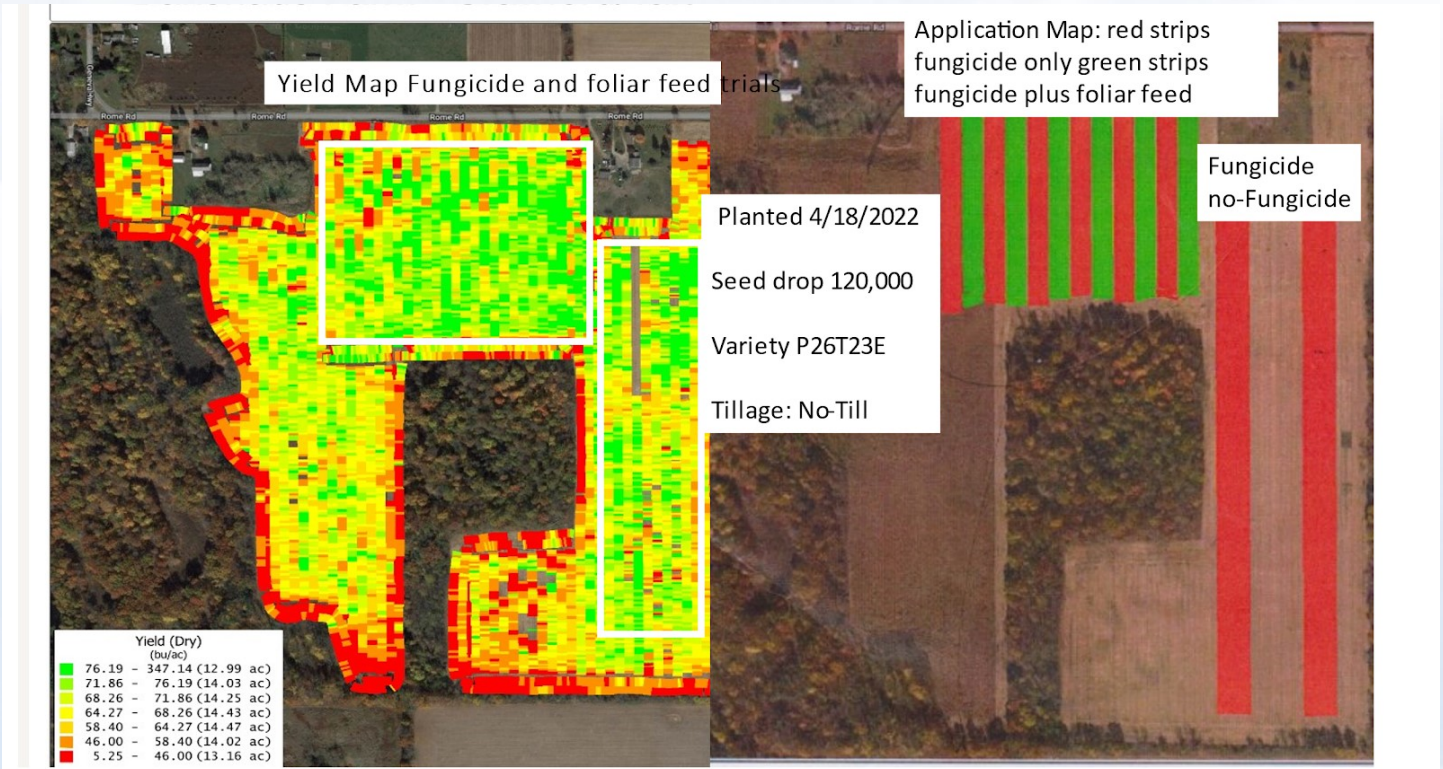 Yield Map Fungicide and foliar feed trials
Rome Rd
Rome Rd
Rome Rd
Rome Rd
Yield (Dry)
(bu/ac)
76.19 - 347.14 (12.99 ac)
71.86 - 76.19 (14.03 ac)
68.26 - 71.86 (14.25 ac)
64.27 - 68.26 (14.43 ac)
58.40 - 64.27 (14.47 ac)
46.00 - 58.40 (14.02 ac)
5.25 - 46.00 (13.16 ac)
Planted 4/18/2022
Seed drop 120,000
Variety P26T23E
Tillage: No-Till
Rome Rd
Application Map: red strips
fungicide only green strips
fungicide plus foliar feed
Fungicide
no-Fungicide